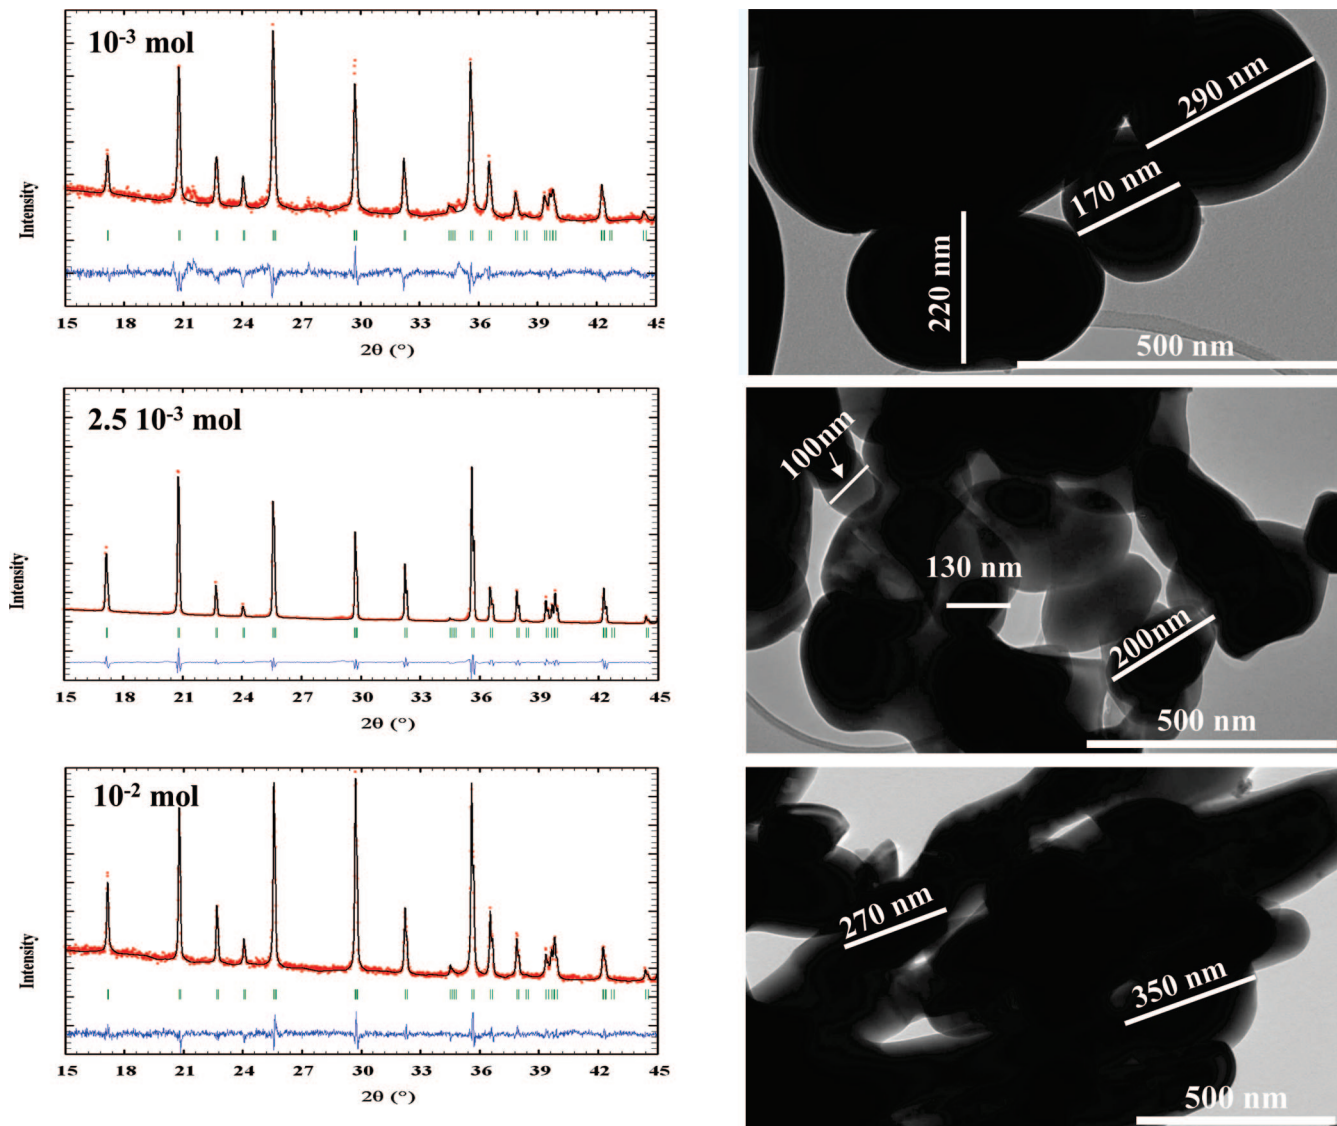 10-3 mol
Intensity
15 18 21 24 27 30 33 36 39 42 45
2θ (°)
290 nm
170 nm
220 nm
500 nm
2.5 10-3 mol
Intensity
15 18 21 24 27 30 33 36 39 42 45
2θ (°)
100nm
130 nm
200nm
500 nm
10-2 mol
Intensity
15 18 21 24 27 30 33 36 39 42 45
2θ (°)
270 nm
350 nm
500 nm